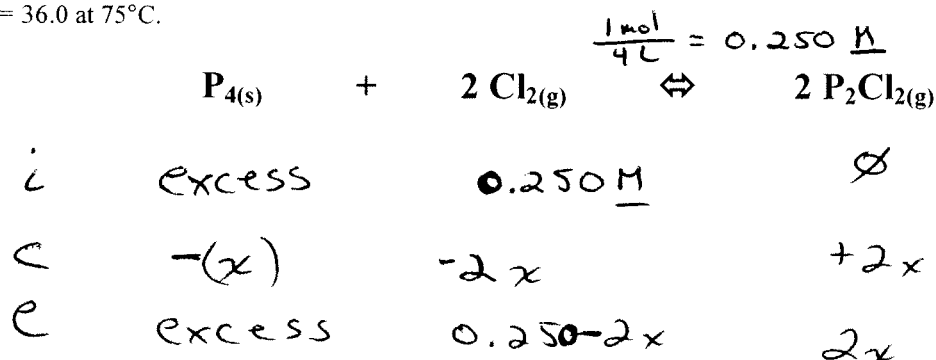 = 36.0 at 75°C.
1 mol / 4 L = 0.250 M
P4(s) + 2 Cl2(g) ⇔ 2 P2Cl2(g)
i excess 0.250 M ∅
C -(x) -2x +2x
e excess 0.250-2x 2x